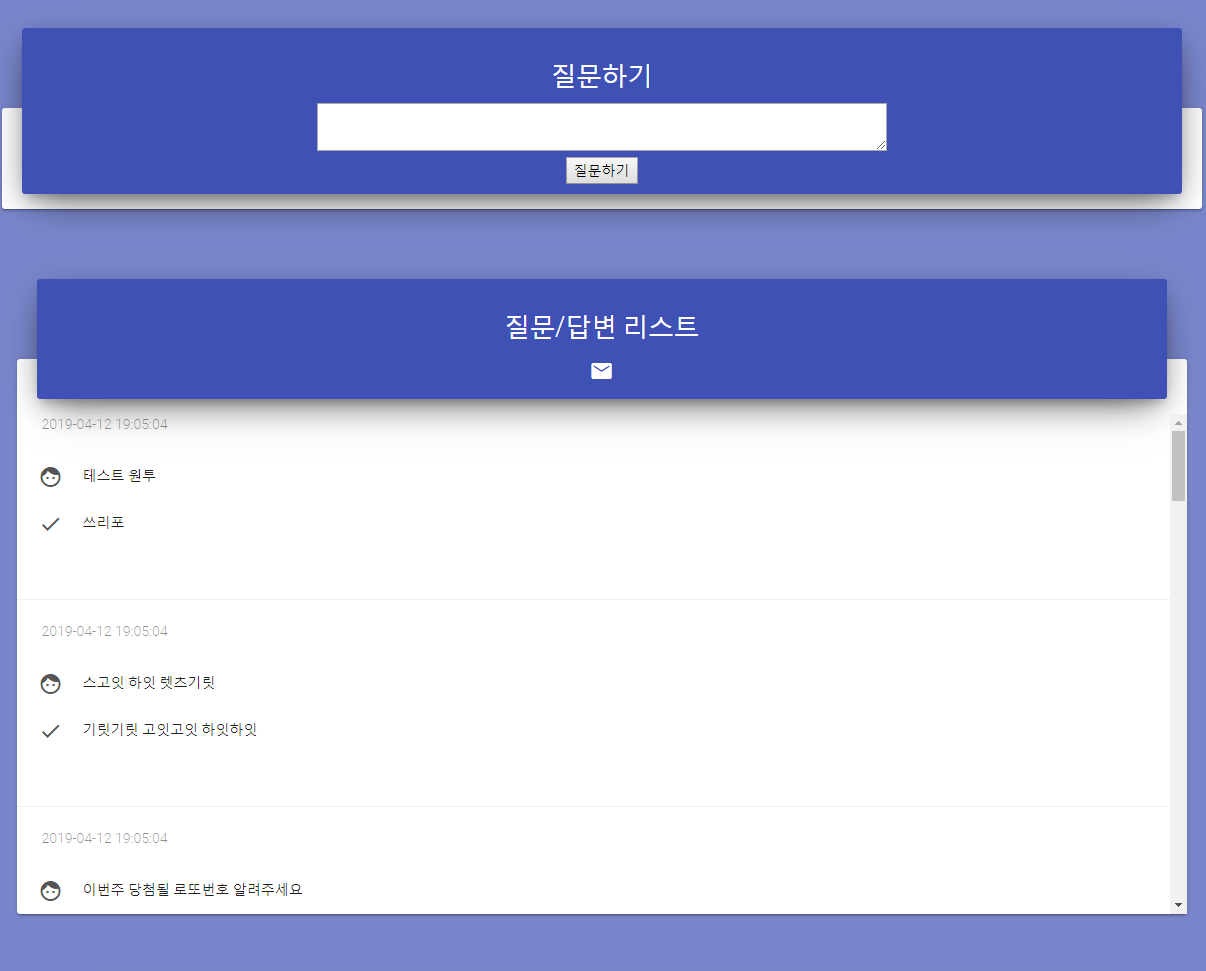 질문하기
질문하기
질문/답변 리스트
2019-04-12 19:05:04
테스트 원투
쓰리포
2019-04-12 19:05:04
스고잇 하잇 렛츠기릿
기릿기릿 고잇고잇 하잇하잇
2019-04-12 19:05:04
이번주 당첨될 로또번호 알려주세요